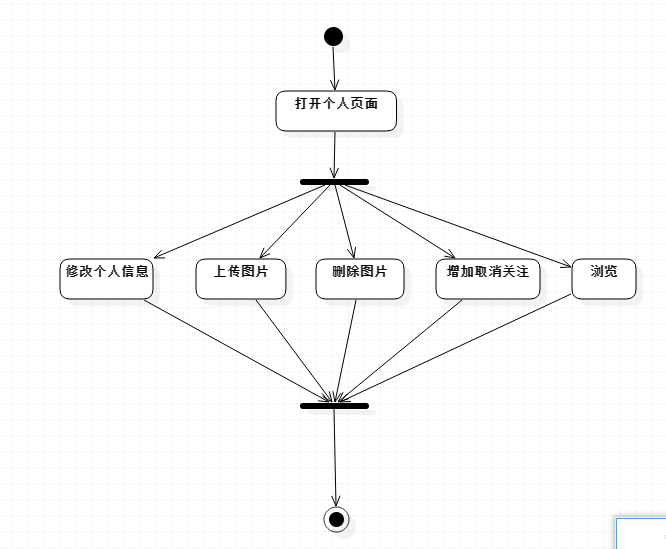 打开个人页面
修改个人信息
上传图片
删除图片
增加取消关注
浏览